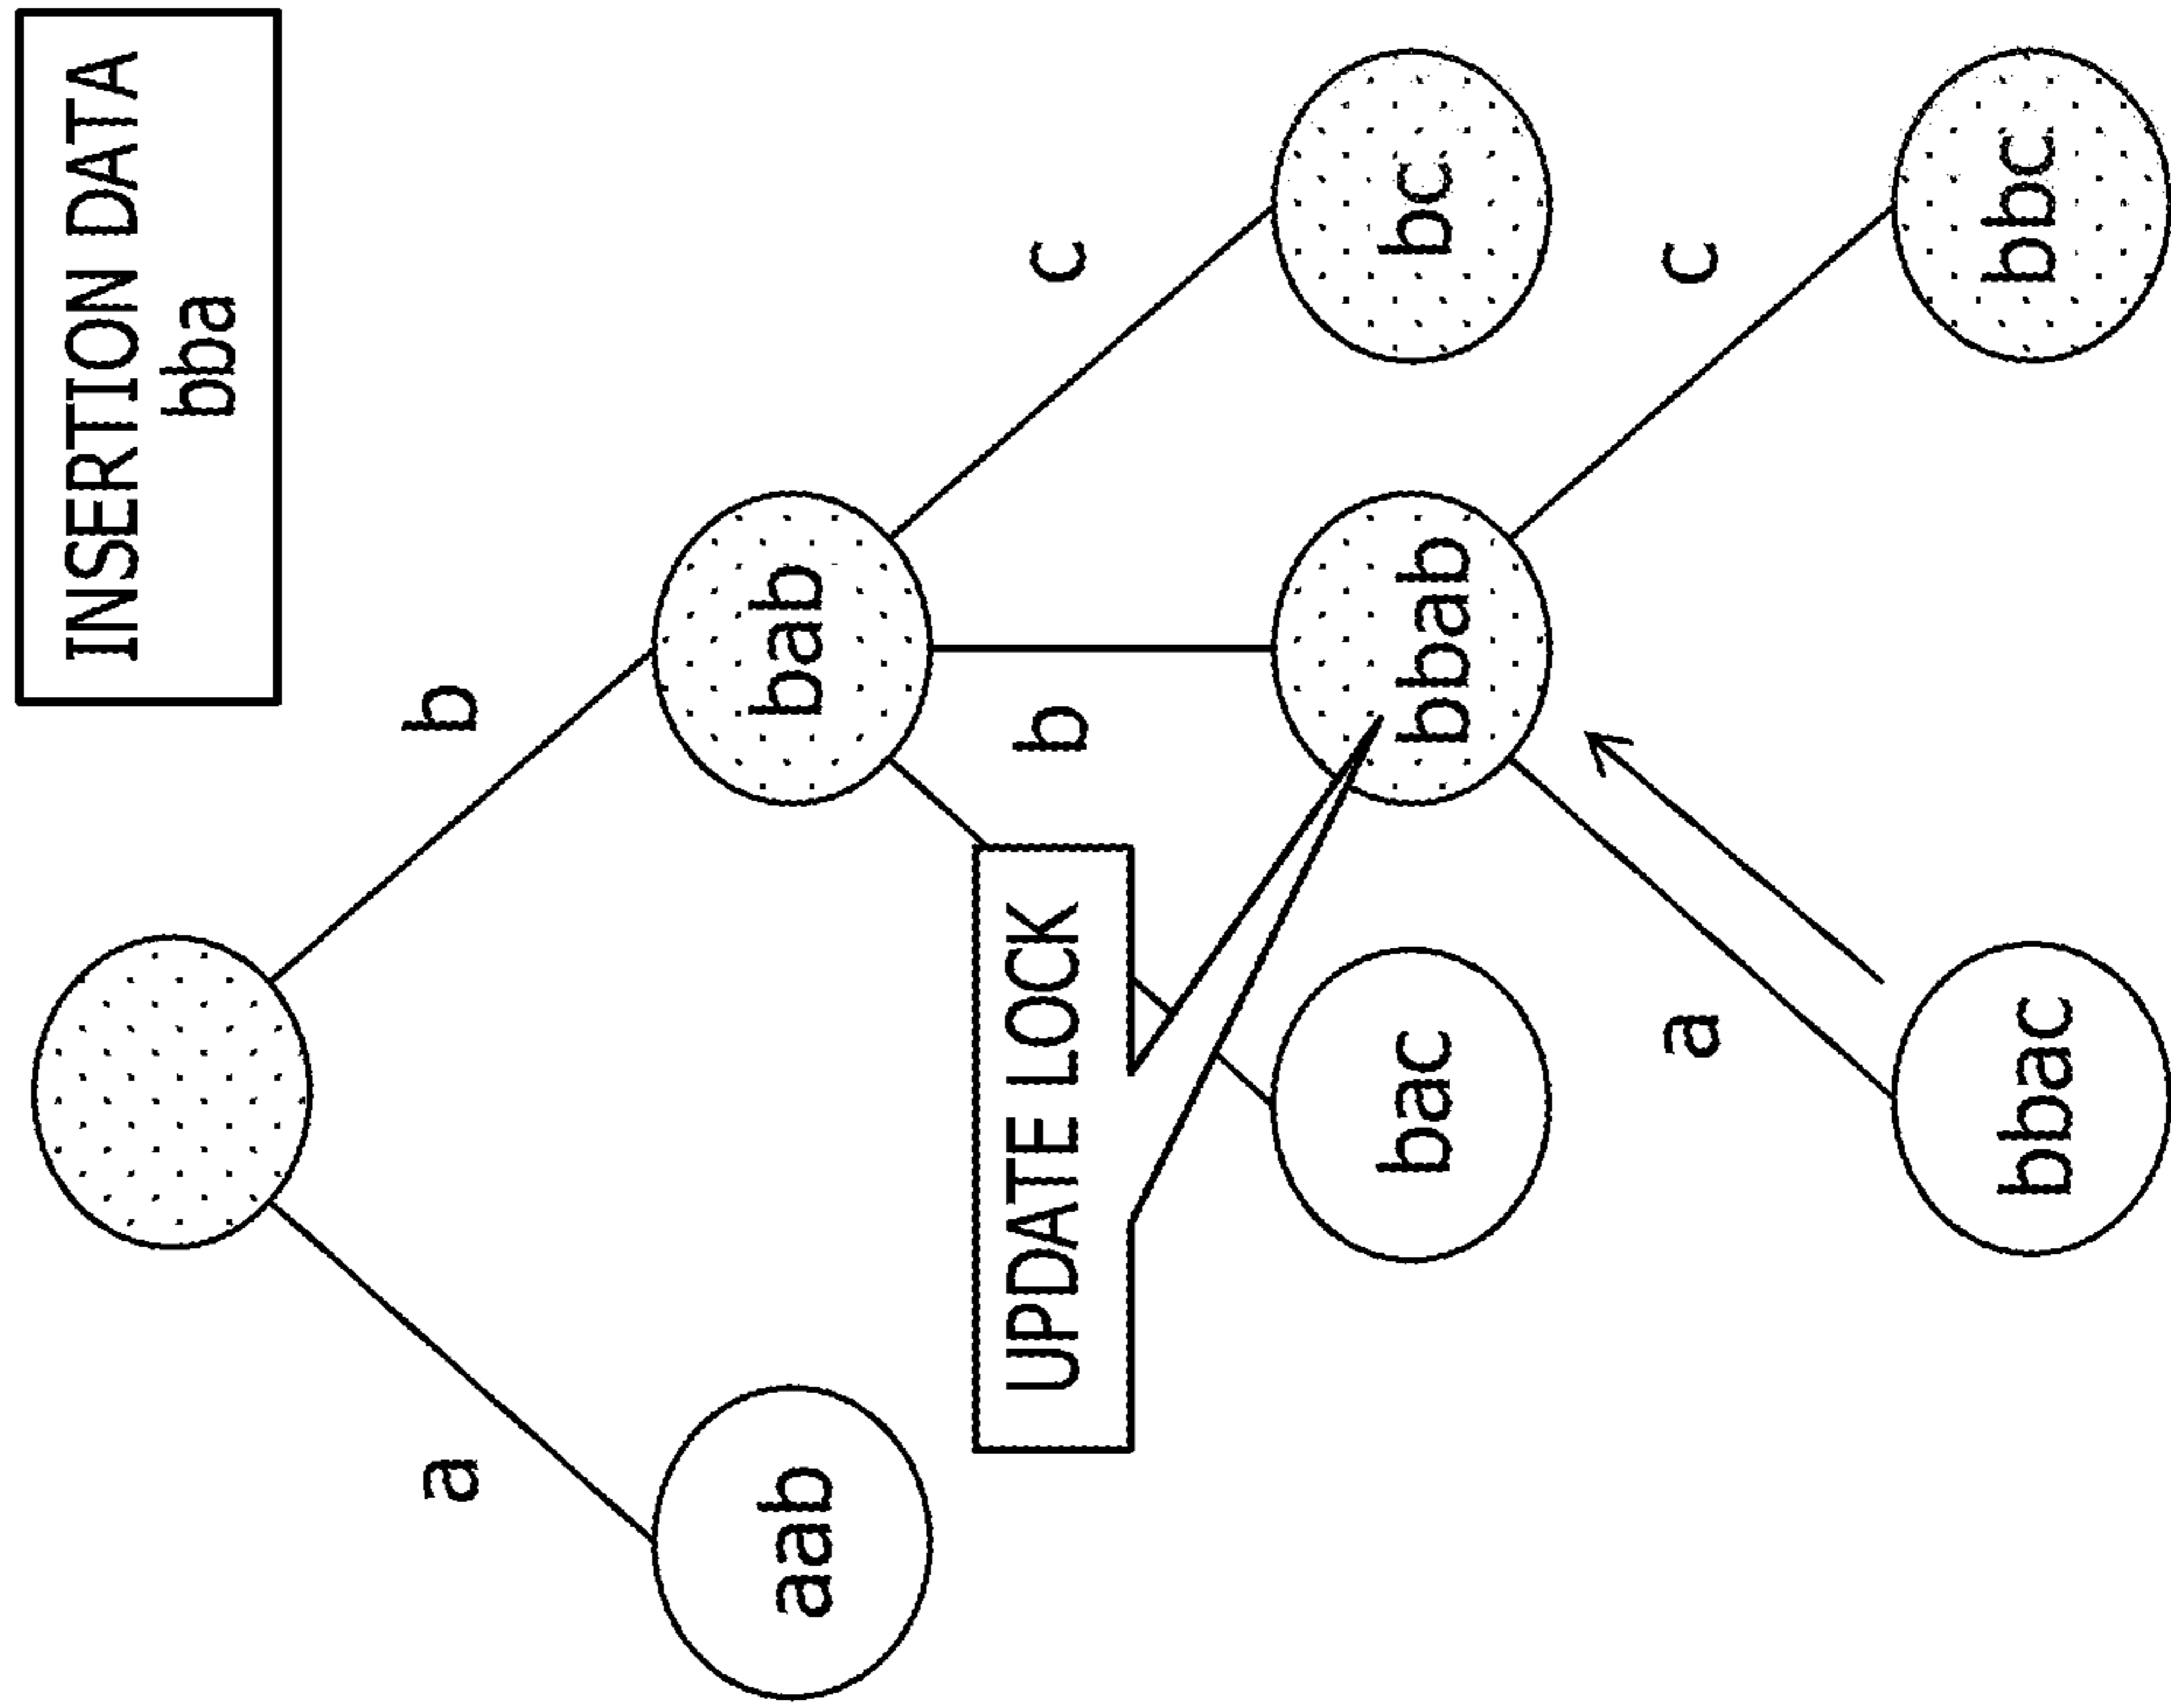 INSERTION DATA
bba
a
b
aab
bab
UPDATE LOCK
b
c
bac
bbab
bc
a
c
bbac
bbc